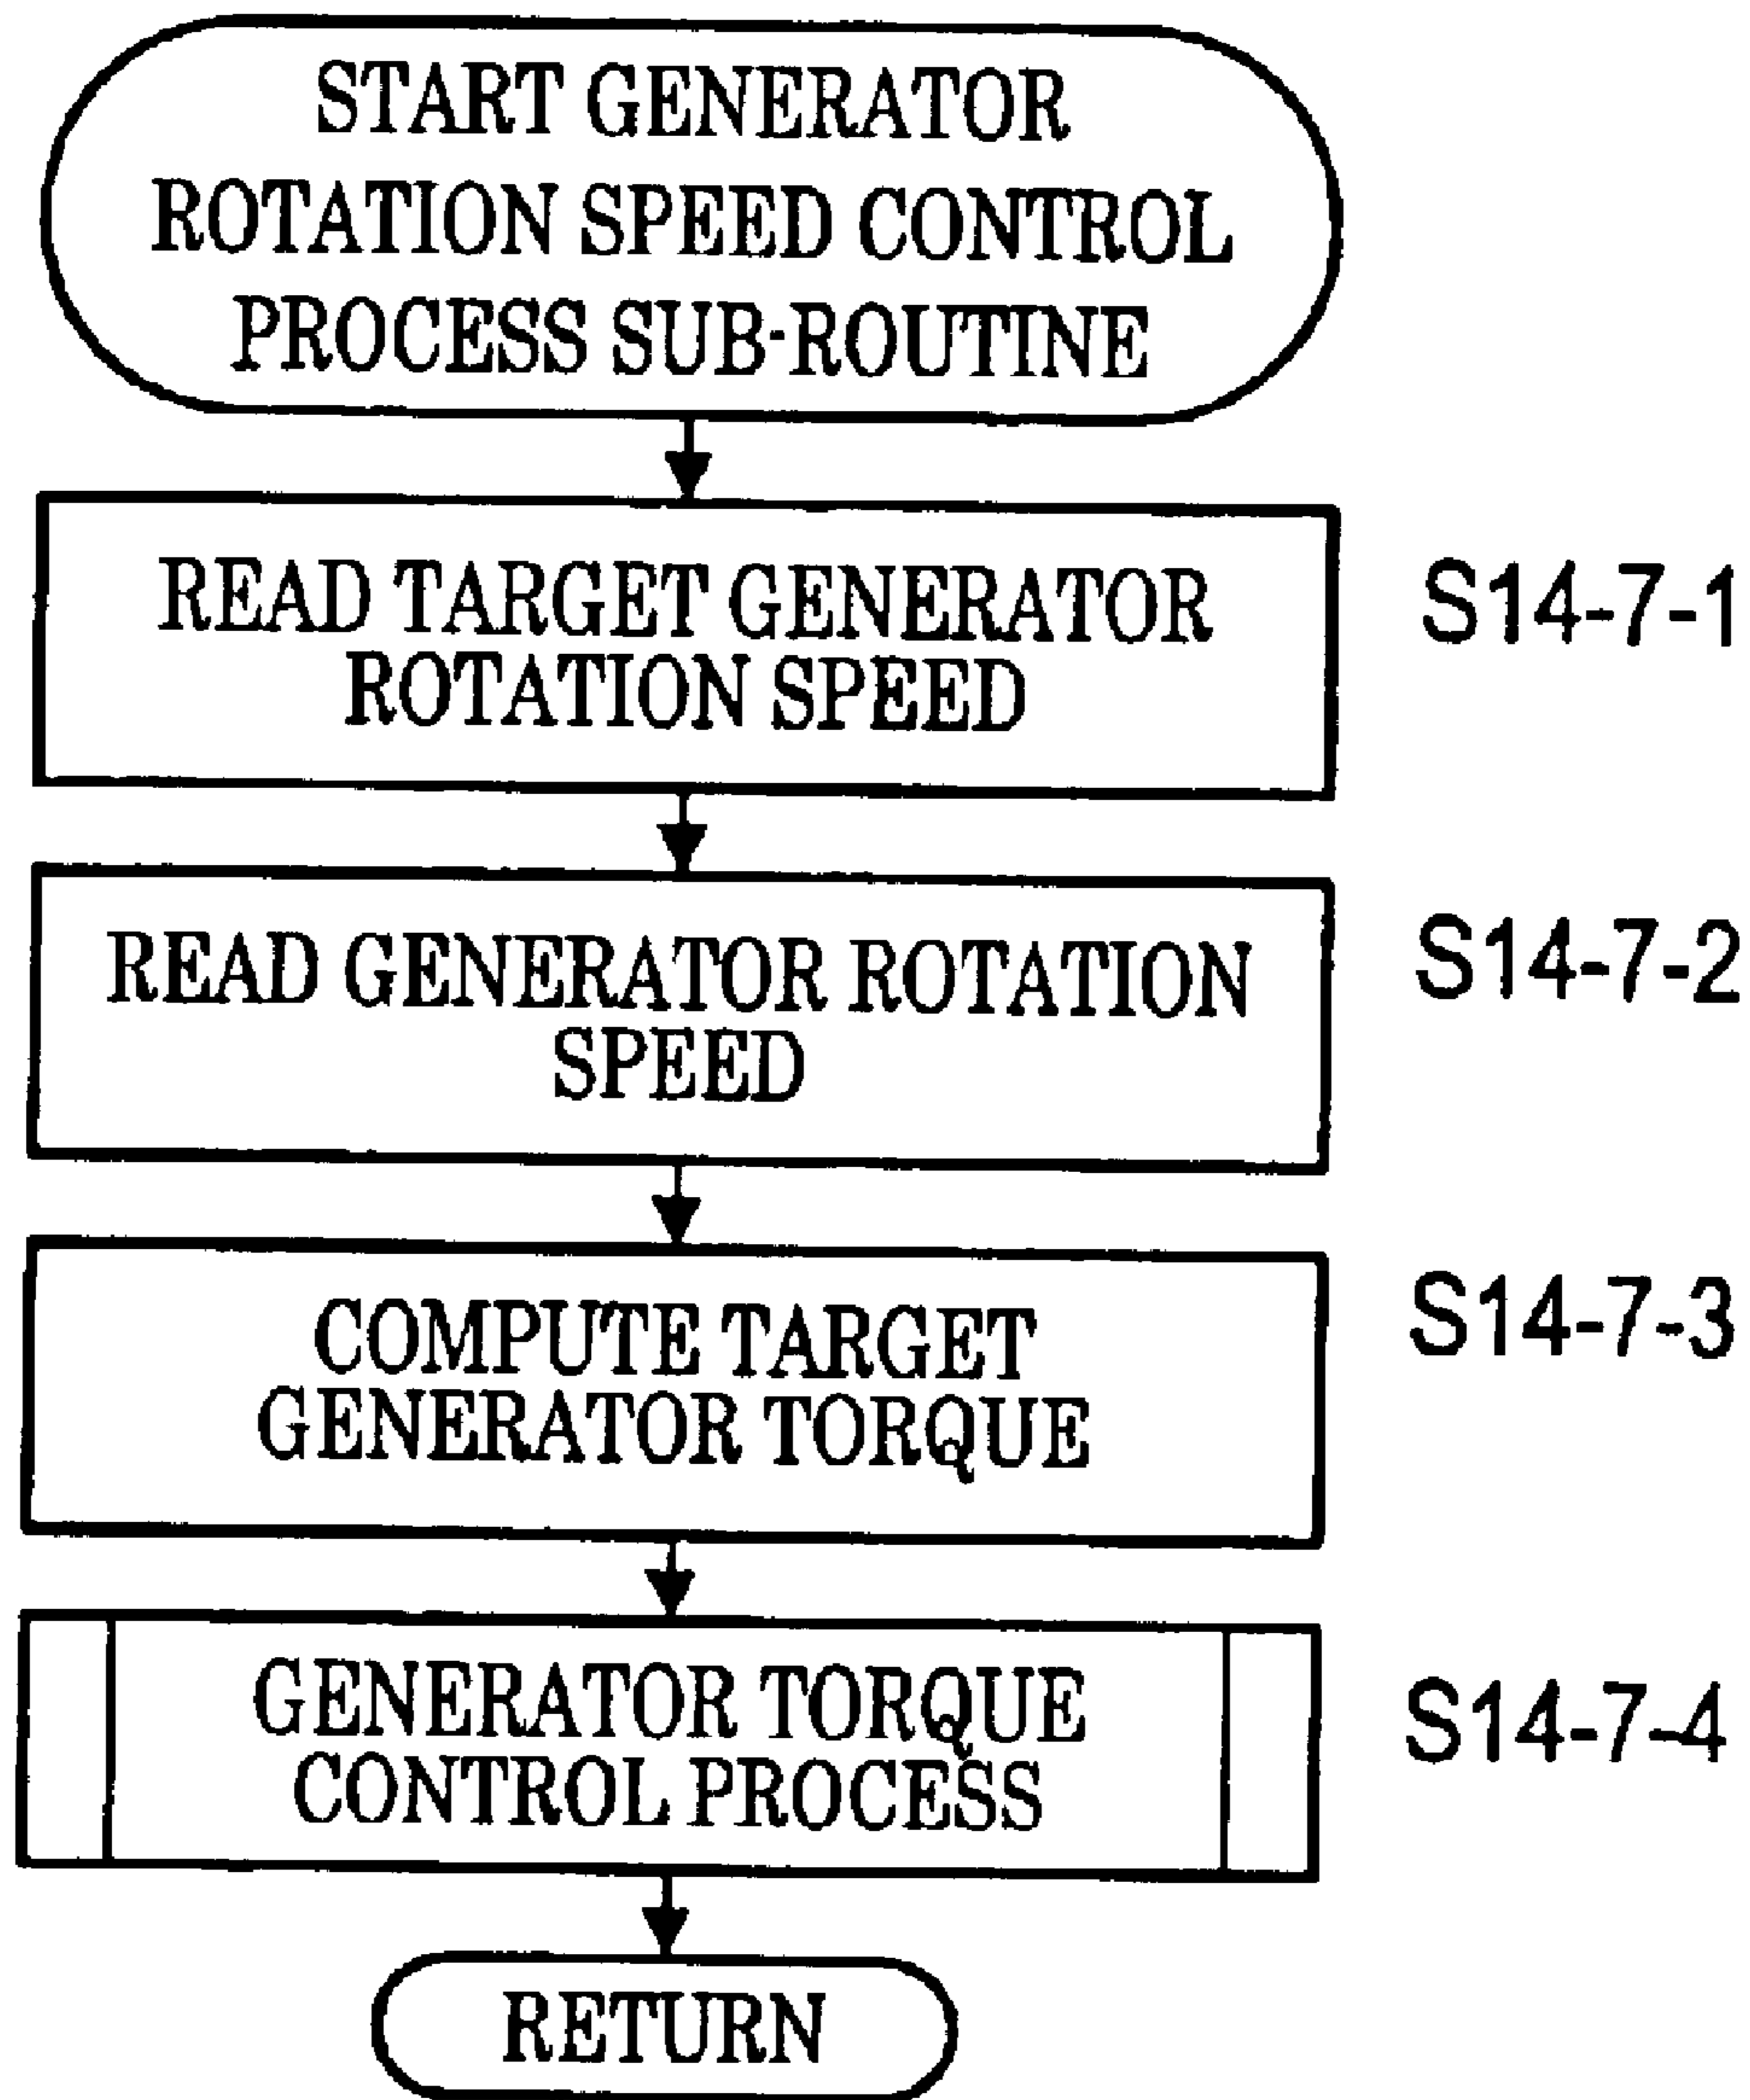 START GENERATOR
ROTATION SPEED CONTROL
PROCESS SUB-ROUTINE
READ TARGET GENERATOR
ROTATION SPEED
S14-7-1
READ GENERATOR ROTATION
SPEED
S14-7-2
COMPUTE TARGET
GENERATOR TORQUE
S14-7-3
GENERATOR TORQUE
CONTROL PROCESS
S14-7-4
RETURN